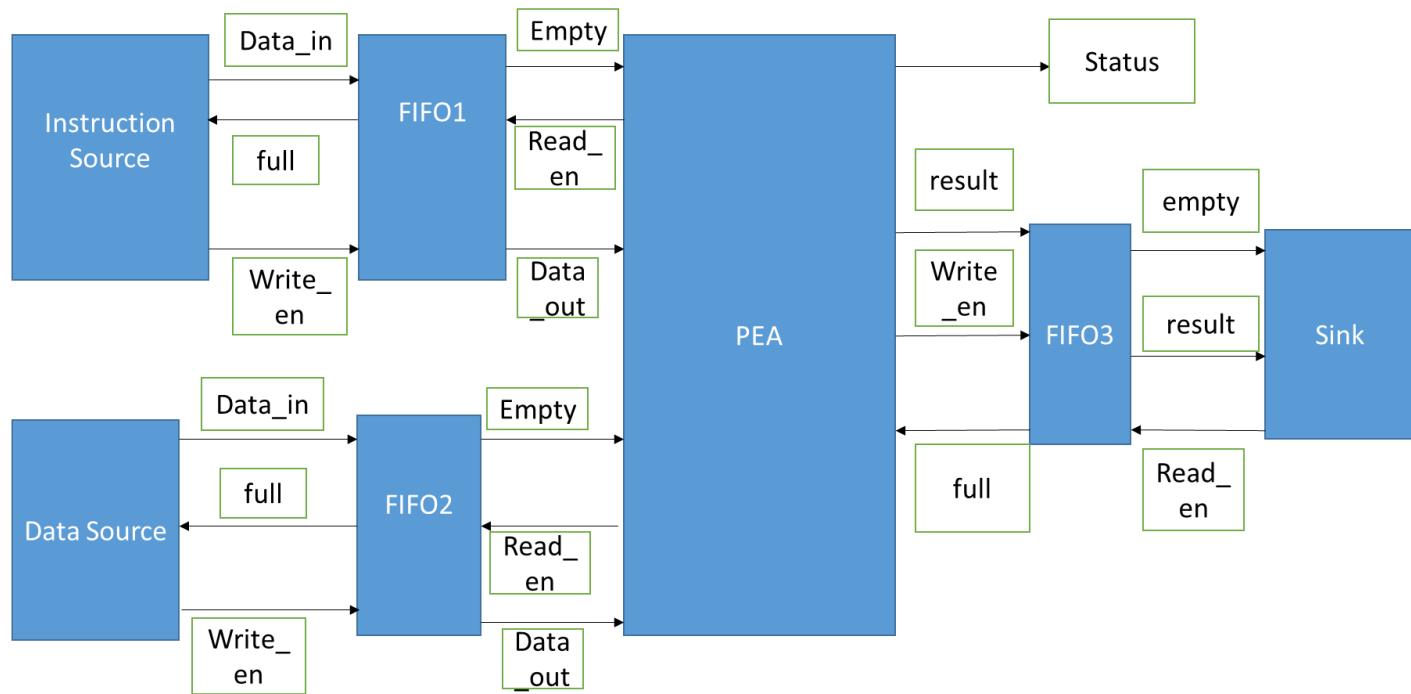 Data_in
Empty
Status
Instruction
Source
FIFO1
full
Read_
en
result
empty
Write_
en
Data
_out
Write
_en
PEA
FIFO3
result
Sink
Data_in
Empty
full
Data Source
FIFO2
full
Read_
en
Read_
en
Write_
en
Data
_out